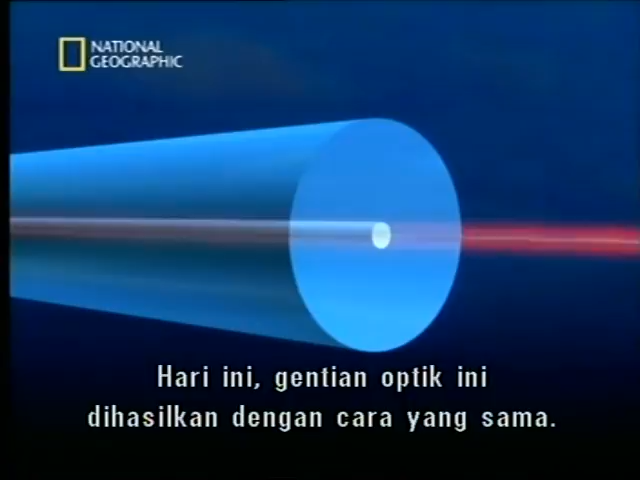 NATIONAL
GEOGRAPHIC
Hari ini, gentian optik ini
dihasilkan dengan cara yang sama.